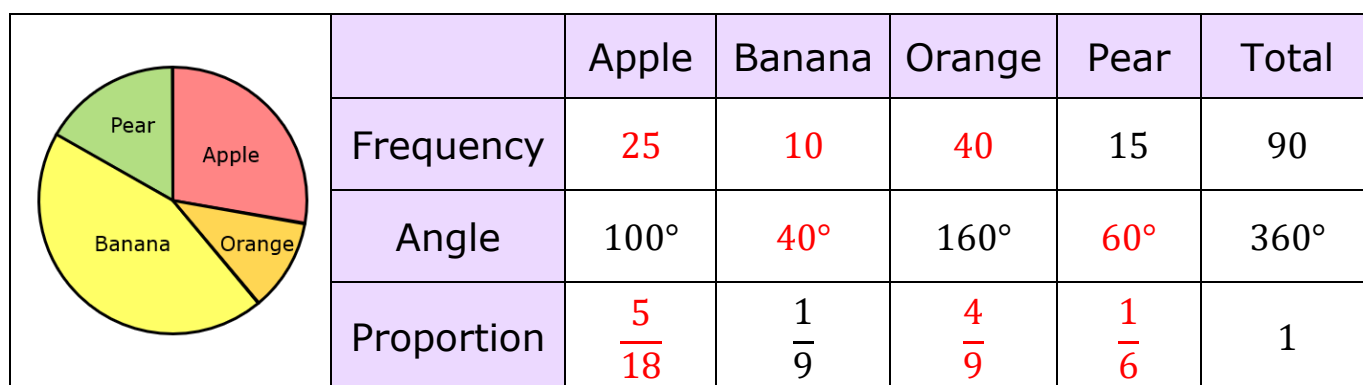 Pear
Apple
Banana
Orange
Apple Banana Orange Pear Total
Frequency 25 10 40 15 90
Angle 100° 40° 160° 60° 360°
Proportion 5/18 1/9 4/9 1/6 1